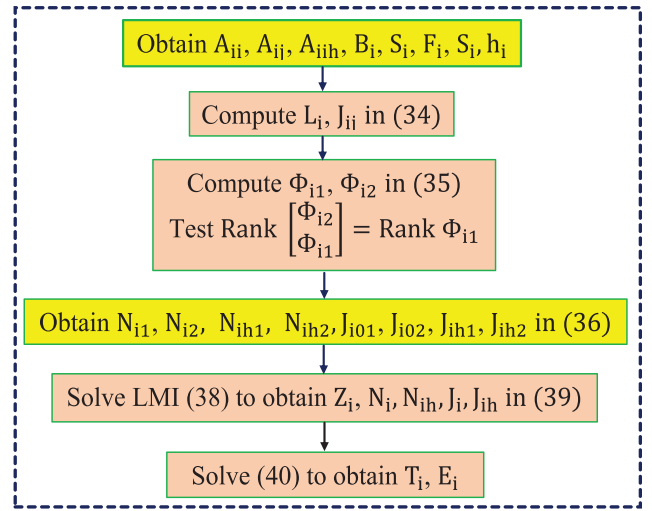 Obtain A_ii, A_ij, A_iih, B_i, S_i, F_i, S_i, h_i
Compute L_i, J_ij in (34)
Compute Φ_i1, Φ_i2 in (35)
Test Rank [Φ_i2 Φ_i1] = Rank Φ_i1
Obtain N_i1, N_i2, N_ih1, N_ih2, J_i01, J_i02, J_ih1, J_ih2 in (36)
Solve LMI (38) to obtain Z_i, N_i, N_ih, J_i, J_ih in (39)
Solve (40) to obtain T_i, E_i